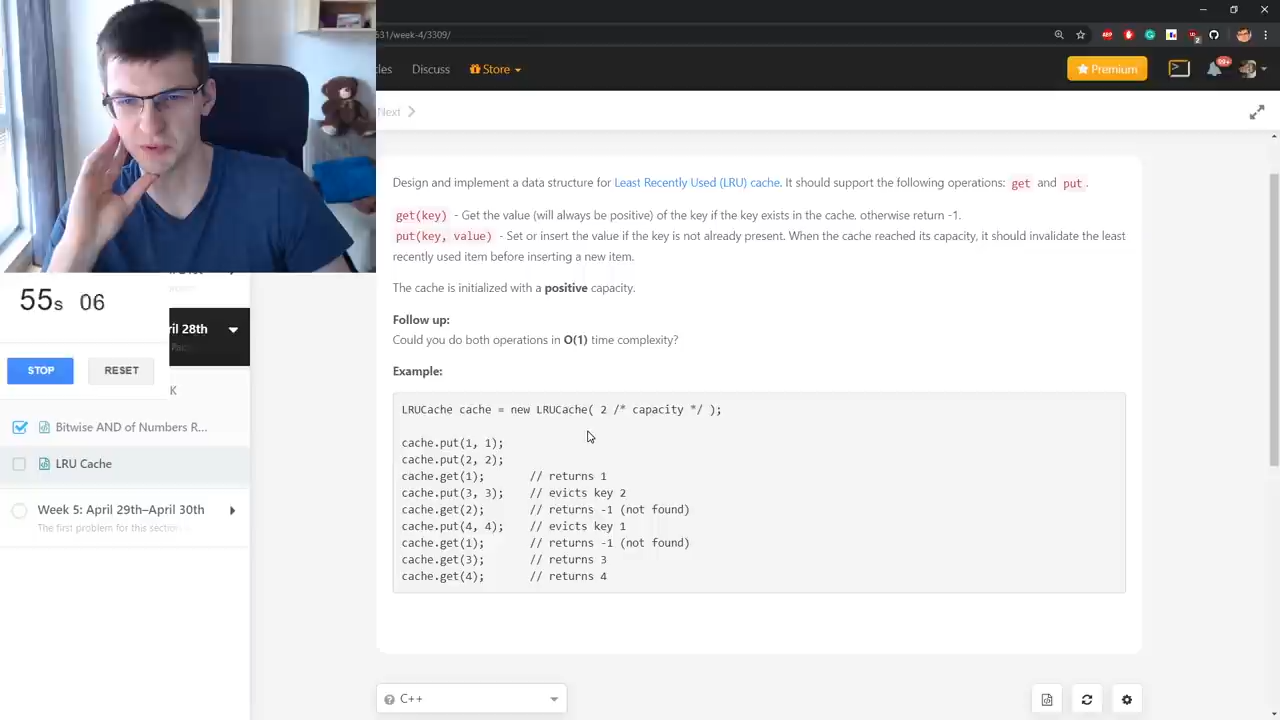 531/week-4/3309/
les
Discuss
Store
Premium
99+
Next
Design and implement a data structure for Least Recently Used (LRU) cache. It should support the following operations: get and put.
get(key) - Get the value (will always be positive) of the key if the key exists in the cache, otherwise return -1.
put(key, value) - Set or insert the value if the key is not already present. When the cache reached its capacity, it should invalidate the least
recently used item before inserting a new item.
The cache is initialized with a positive capacity.
Follow up:
Could you do both operations in O(1) time complexity?
Example:
LRUCache cache = new LRUCache( 2 /* capacity */ );
cache.put(1, 1);
cache.put(2, 2);
cache.get(1); // returns 1
cache.put(3, 3); // evicts key 2
cache.get(2); // returns -1 (not found)
cache.put(4, 4); // evicts key 1
cache.get(1); // returns -1 (not found)
cache.get(3); // returns 3
cache.get(4); // returns 4
C++
55s 06
STOP
RESET
ril 28th
K
Bitwise AND of Numbers R...
LRU Cache
Week 5: April 29th–April 30th
The first problem for this section